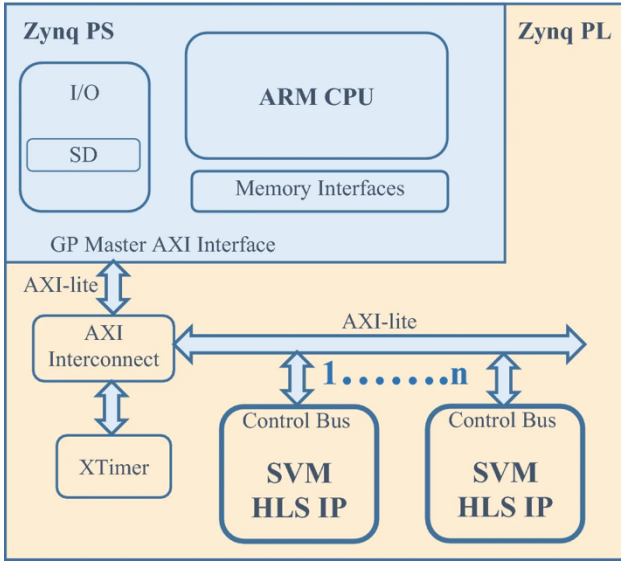 Zynq PS
Zynq PL
I/O
SD
ARM CPU
Memory Interfaces
GP Master AXI Interface
AXI-lite
AXI
Interconnect
AXI-lite
1.......n
XTimer
Control Bus
SVM
HLS IP
Control Bus
SVM
HLS IP